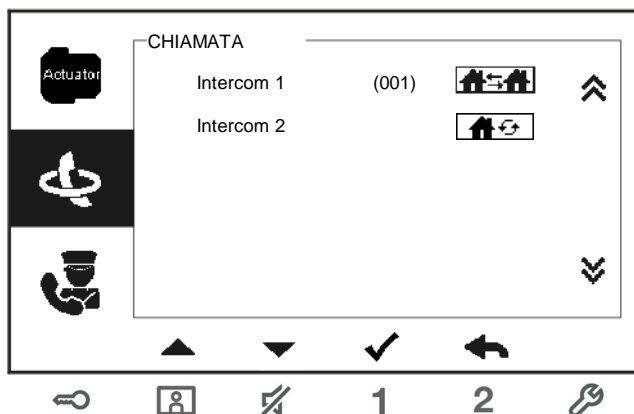 CHIAMATA
Actuator
Intercom 1 (001)
Intercom 2
1 2